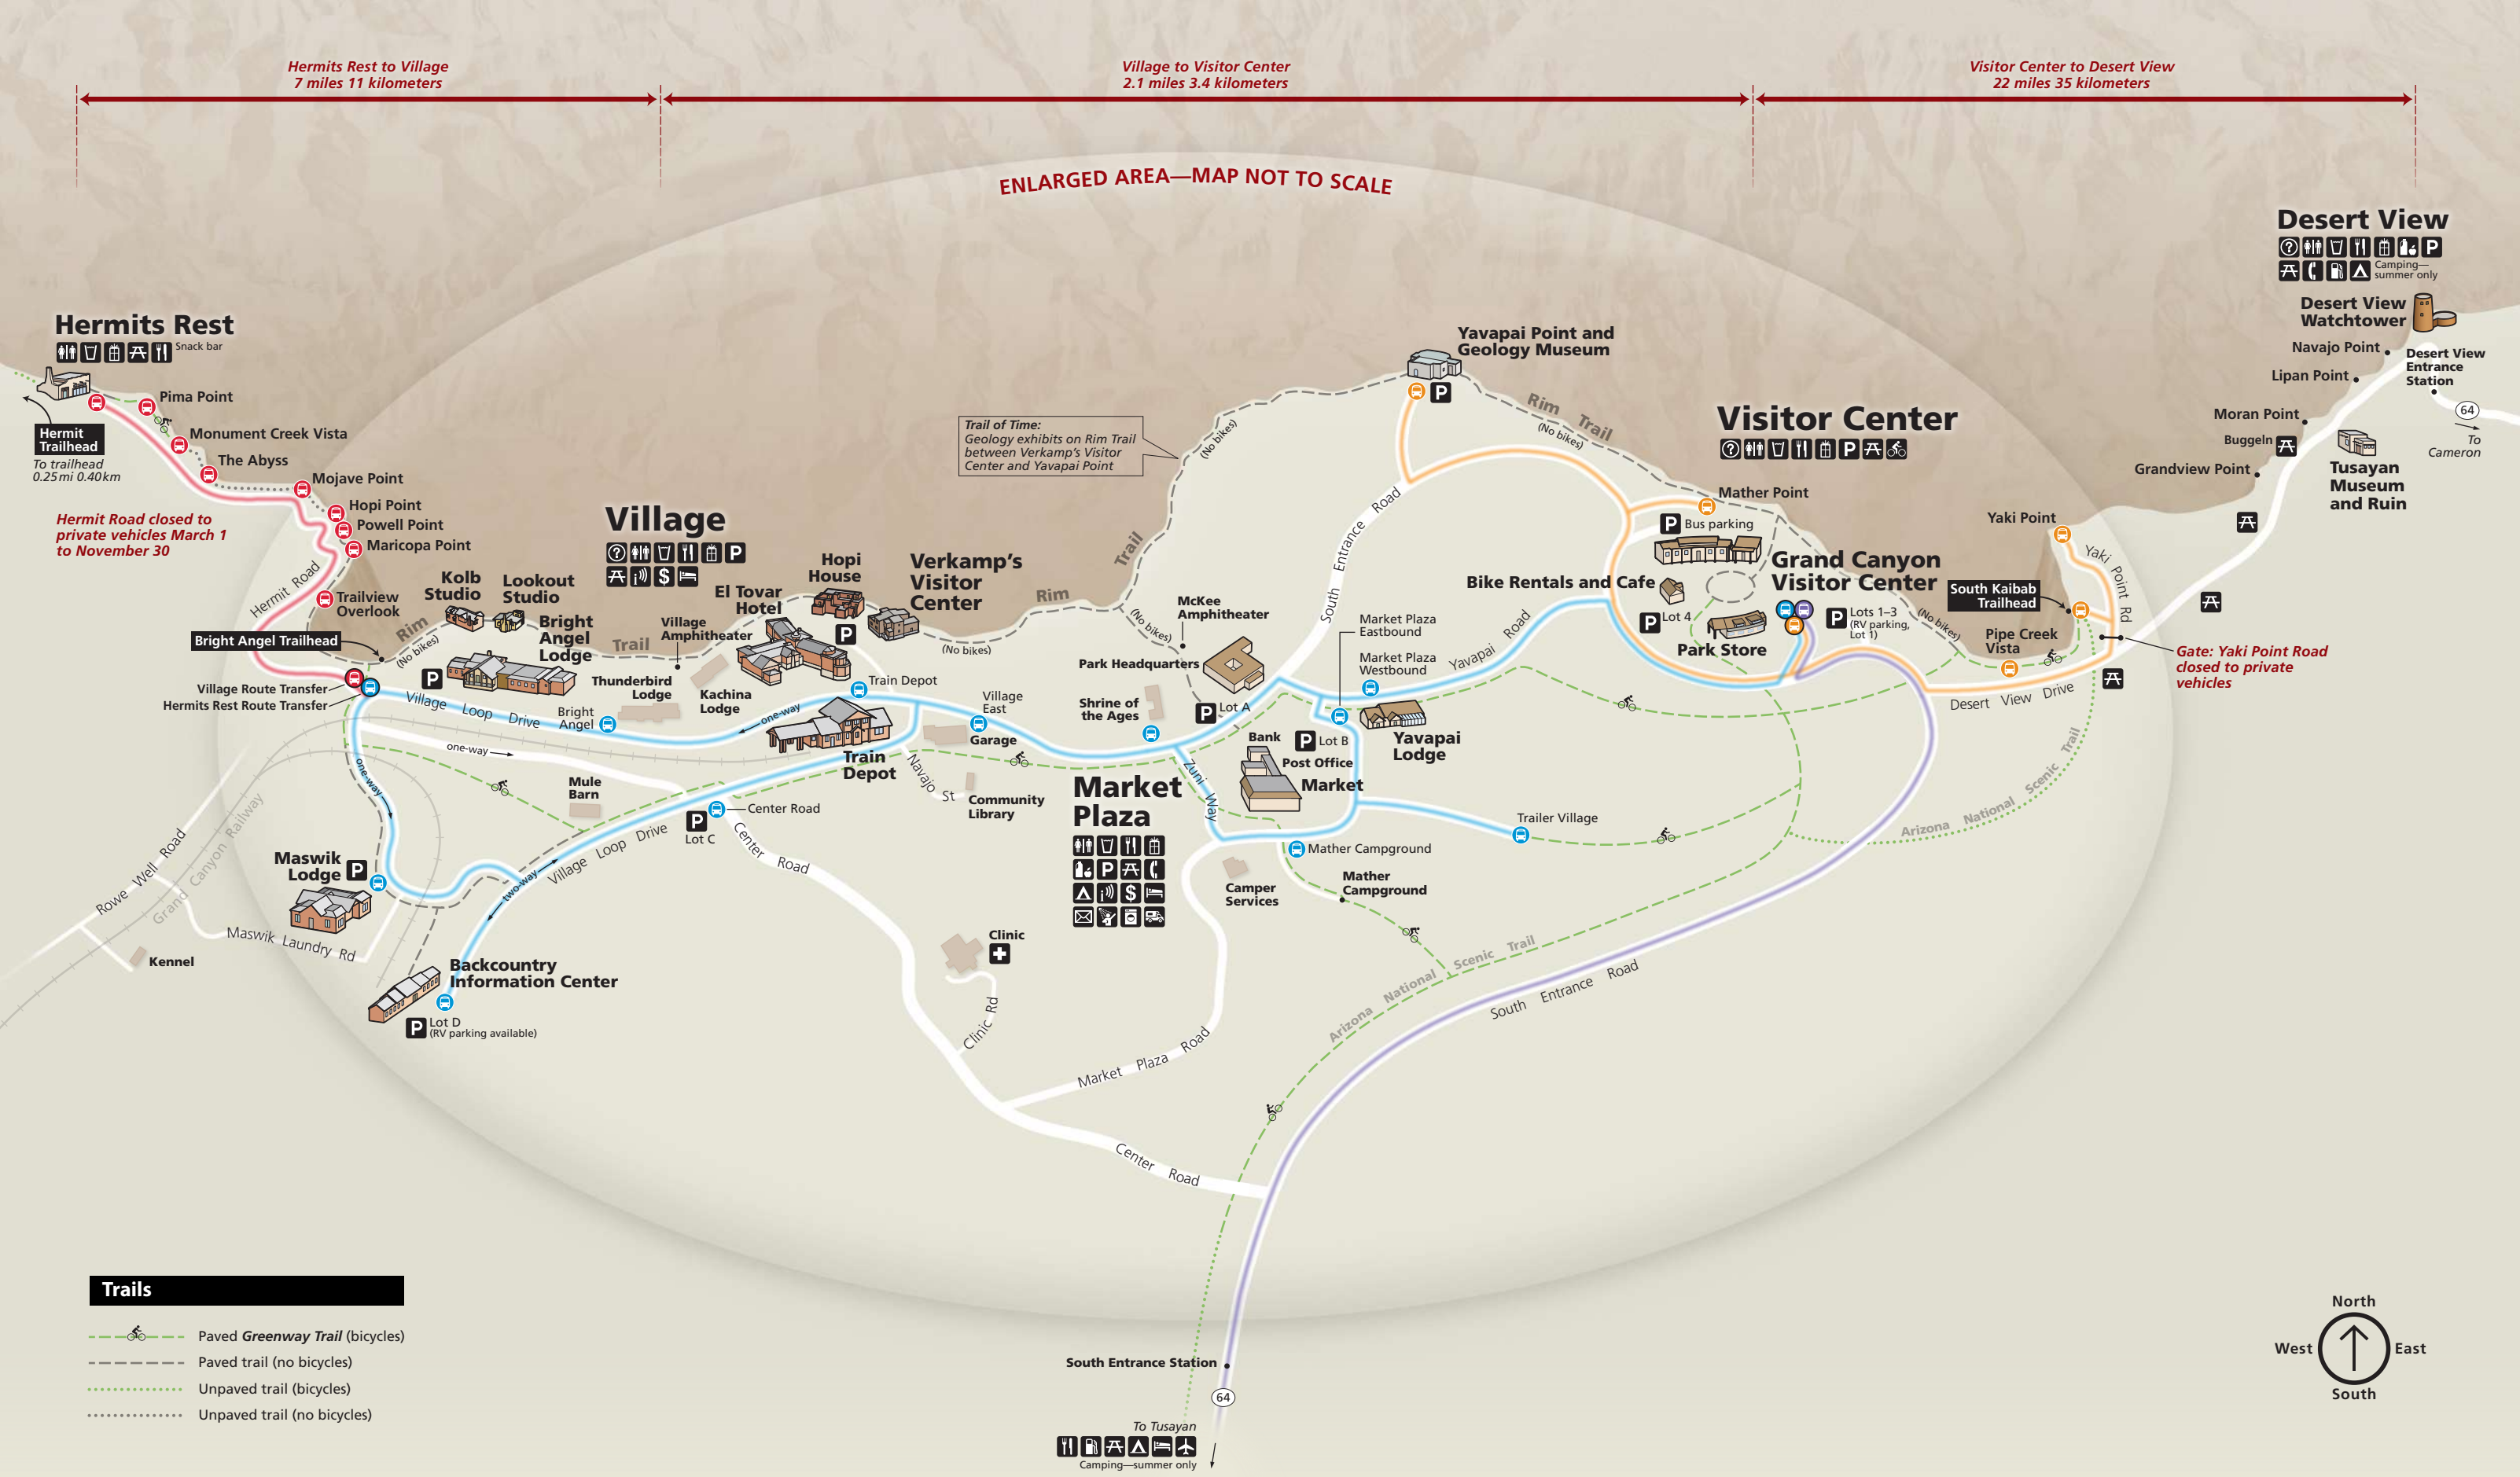 Hermits Rest to Village
7 miles 11 kilometers
Village to Visitor Center
2.1 miles 3.4 kilometers
Visitor Center to Desert View
22 miles 35 kilometers
ENLARGED AREA—MAP NOT TO SCALE
Desert View
Camping—
summer only
Desert View
Watchtower
Navajo Point
Desert View
Entrance
Station
Lipan Point
64
To
Cameron
Moran Point
Buggeln
Grandview Point
Tusayan
Museum
and Ruin
Hermits Rest
Snack bar
Pima Point
Hermit
Trailhead
To trailhead
0.25mi 0.40km
Monument Creek Vista
The Abyss
Mojave Point
Hopi Point
Powell Point
Maricopa Point
Hermit Road closed to
private vehicles March 1
to November 30
Hermit Road
Trailview
Overlook
Bright Angel Trailhead
Village Route Transfer
Hermits Rest Route Transfer
Rim
(No bikes)
Trail
Kolb
Studio
Lookout
Studio
Bright
Angel
Lodge
P
Village
? P
i $
Village
Amphitheater
Thunderbird
Lodge
Kachina
Lodge
El Tovar
Hotel
Hopi
House
P
Verkamp's
Visitor
Center
(No bikes)
Rim
Trail
(No bikes)
Trail of Time:
Geology exhibits on Rim Trail
between Verkamp's Visitor
Center and Yavapai Point
Yavapai Point and
Geology Museum
P
Rim Trail
(No bikes)
Visitor Center
? P
Mather Point
P Bus parking
Grand Canyon
Visitor Center
Bike Rentals and Cafe
P Lot 4
Park Store
P Lots 1–3
(RV parking,
Lot 1)
(No bikes)
Yaki Point
Yaki Point Rd
South Kaibab
Trailhead
Pipe Creek
Vista
Gate: Yaki Point Road
closed to private
vehicles
Desert View Drive
Arizona National Scenic Trail
South Entrance Road
Yavapai Road
(No bikes)
McKee
Amphitheater
Park Headquarters
P Lot A
Shrine of
the Ages
Market Plaza
Eastbound
Market Plaza
Westbound
Yavapai
Lodge
Bank
P Lot B
Post Office
Market
Zuni Way
Market
Plaza
P
i $
Trailer Village
Mather Campground
Camper
Services
Mather
Campground
Village Loop Drive
Bright
Angel
one-way
Train Depot
Train
Depot
Village
East
Garage
Navajo St
Community
Library
one-way
one-way
Mule
Barn
P
Lot C
Center Road
Center Road
Village Loop Drive
two-way
Maswik
Lodge
P
Rowe Well Road
Grand Canyon Railway
Maswik Laundry Rd
Kennel
Backcountry
Information Center
P Lot D
(RV parking available)
Clinic
Clinic Rd
Market Plaza Road
Center Road
Arizona National Scenic Trail
South Entrance Road
South Entrance Station
64
To Tusayan
Camping—summer only
Trails
Paved Greenway Trail (bicycles)
Paved trail (no bicycles)
Unpaved trail (bicycles)
Unpaved trail (no bicycles)
North
West
East
South